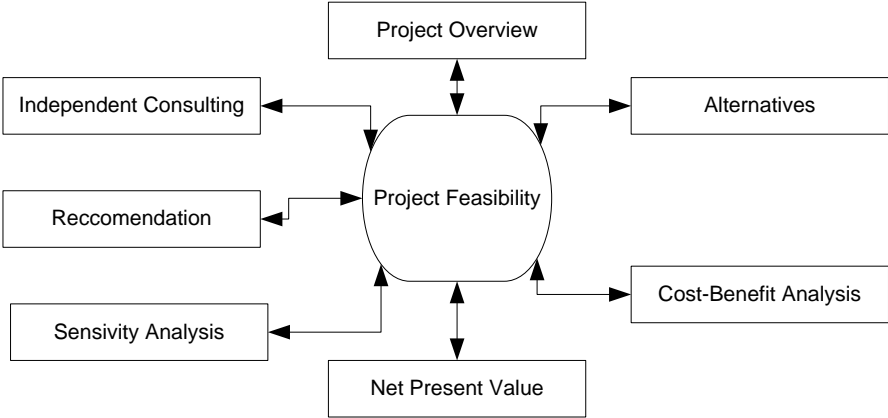 Project Overview
Independent Consulting
Alternatives
Project Feasibility
Reccomendation
Cost-Benefit Analysis
Sensivity Analysis
Net Present Value